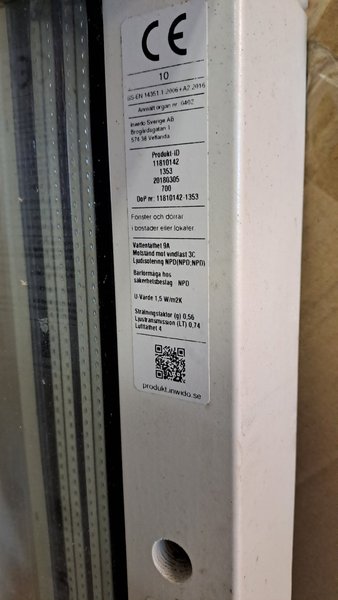 CE
10
SS-EN 14351-1:2006+A2:2016
Anmält organ nr: 0402
Inwido Sverige AB
Brogårdsgatan 1
574 38 Vetlanda
Produkt-ID
11810142
1353
20180305
700
DoP nr: 11810142-1353
Fönster och dörrar
i bostäder eller lokaler
Vattentäthet 9A
Motstånd mot vindlast 3C
Ljudisolering NPD(NPD;NPD)
Bärförmåga hos
säkerhetsbeslag NPD
U-Värde 1,5 W/m2K
Strålningsfaktor (g) 0,56
Ljustransmission (LT) 0,74
Lufttäthet 4
produkt.inwido.se